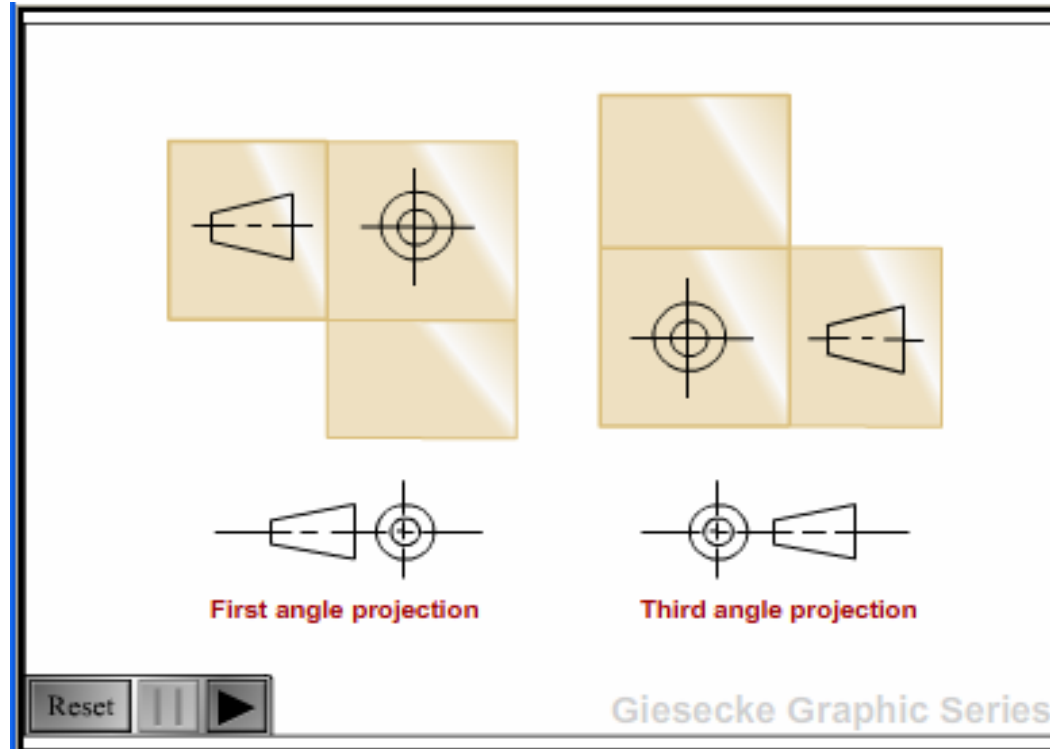 First angle projection
Third angle projection
Reset
Giesecke Graphic Series